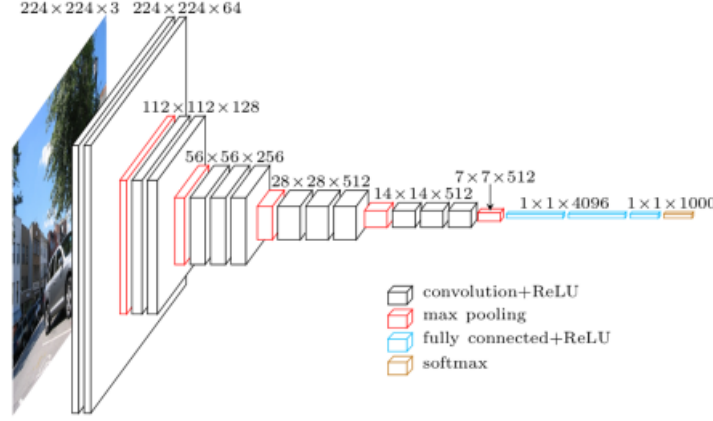 224×224×3
224×224×64
112×112×128
56×56×256
28×28×512
14×14×512
7×7×512
1×1×4096
1×1×1000
convolution+ReLU
max pooling
fully connected+ReLU
softmax